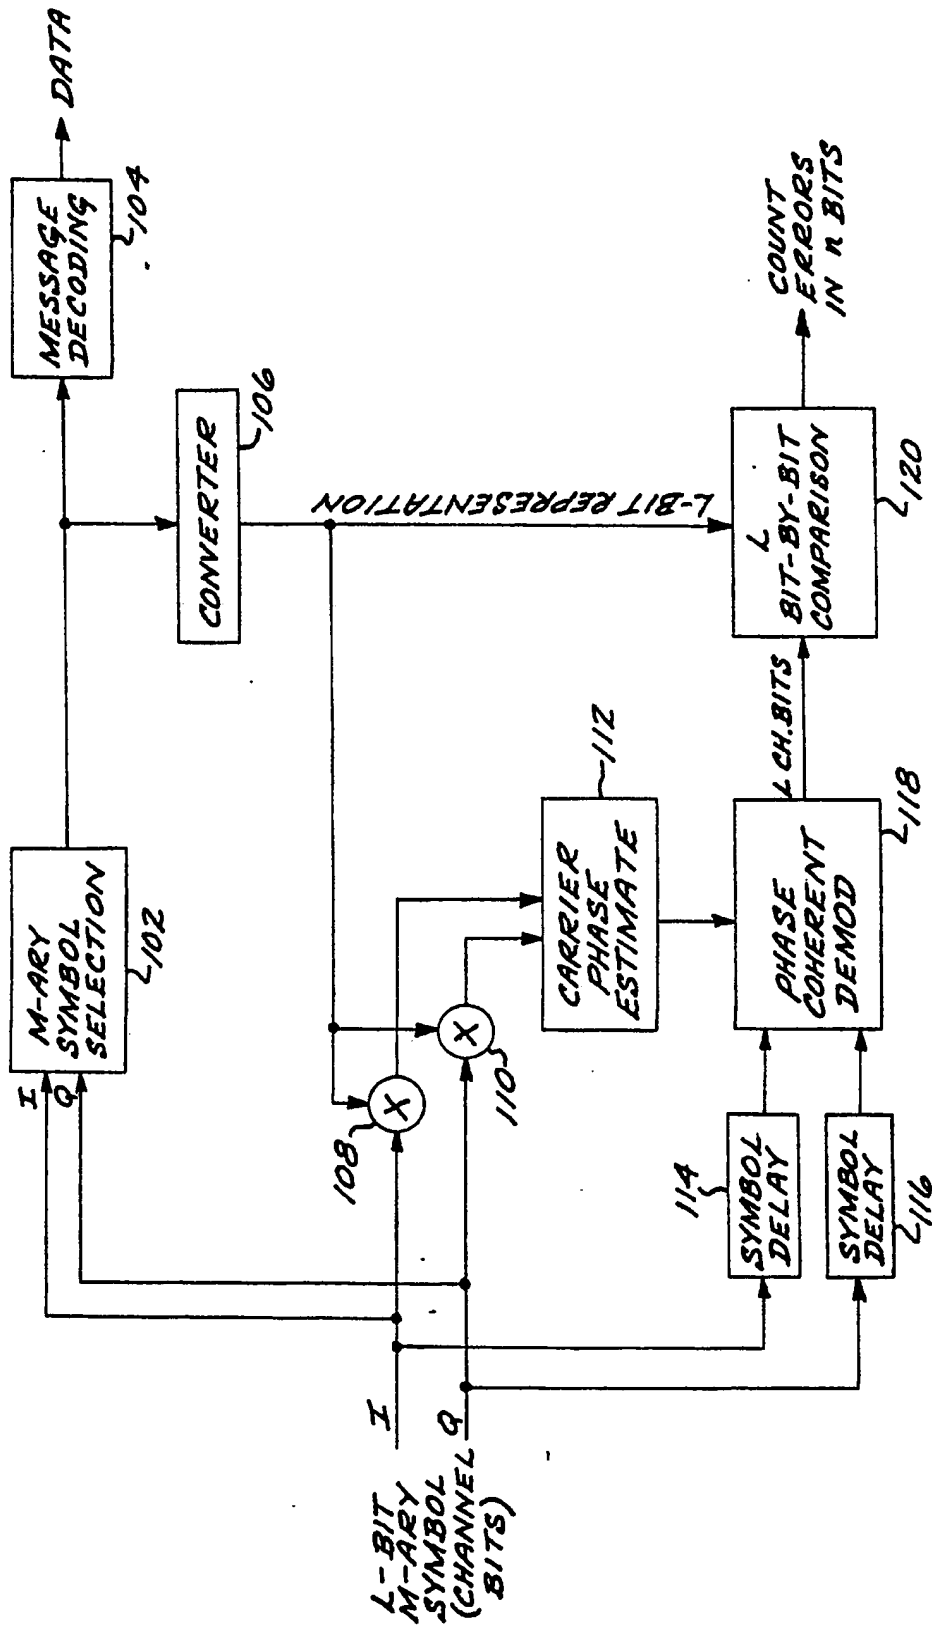 L-BIT
M-ARY
SYMBOL
(CHANNEL
BITS)
I
Q
I
Q
M-ARY
SYMBOL
SELECTION
102
MESSAGE
DECODING
104
DATA
CONVERTER
106
L-BIT REPRESENTATION
108
X
110
X
CARRIER
PHASE
ESTIMATE
112
114
SYMBOL
DELAY
SYMBOL
DELAY
116
PHASE
COHERENT
DEMOD
118
L CH. BITS
L
BIT-BY-BIT
COMPARISON
120
COUNT
ERRORS
IN n BITS